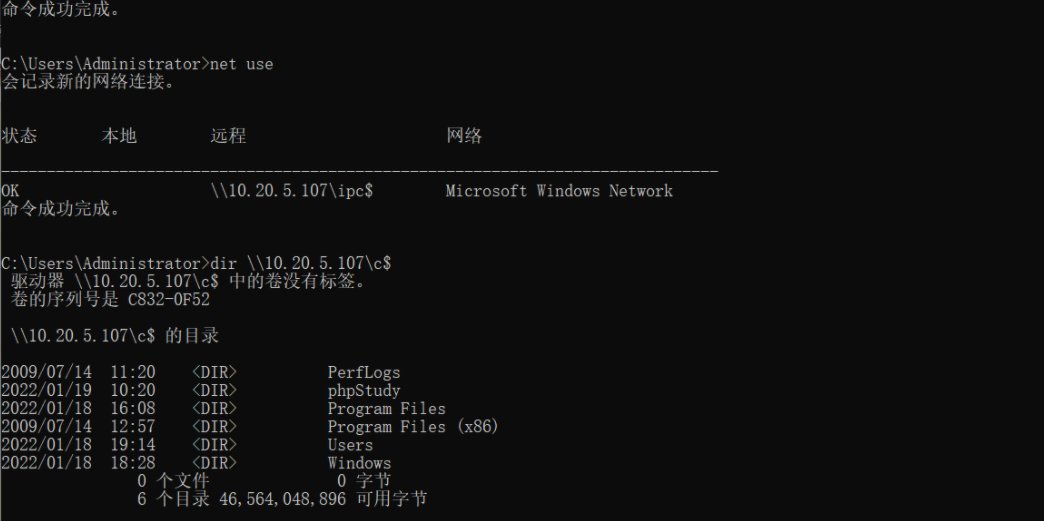 命令成功完成。
C:\Users\Administrator>net use
会记录新的网络连接。
状态 本地 远程 网络
-------------------------------------------------------------------------------
OK \\10.20.5.107\ipc$ Microsoft Windows Network
命令成功完成。
C:\Users\Administrator>dir \\10.20.5.107\c$
驱动器 \\10.20.5.107\c$ 中的卷没有标签。
卷的序列号是 C832-0F52
\\10.20.5.107\c$ 的目录
2009/07/14 11:20 <DIR> PerfLogs
2022/01/19 10:20 <DIR> phpStudy
2022/01/18 16:08 <DIR> Program Files
2009/07/14 12:57 <DIR> Program Files (x86)
2022/01/18 19:14 <DIR> Users
2022/01/18 18:28 <DIR> Windows
0 个文件 0 字节
6 个目录 46,564,048,896 可用字节